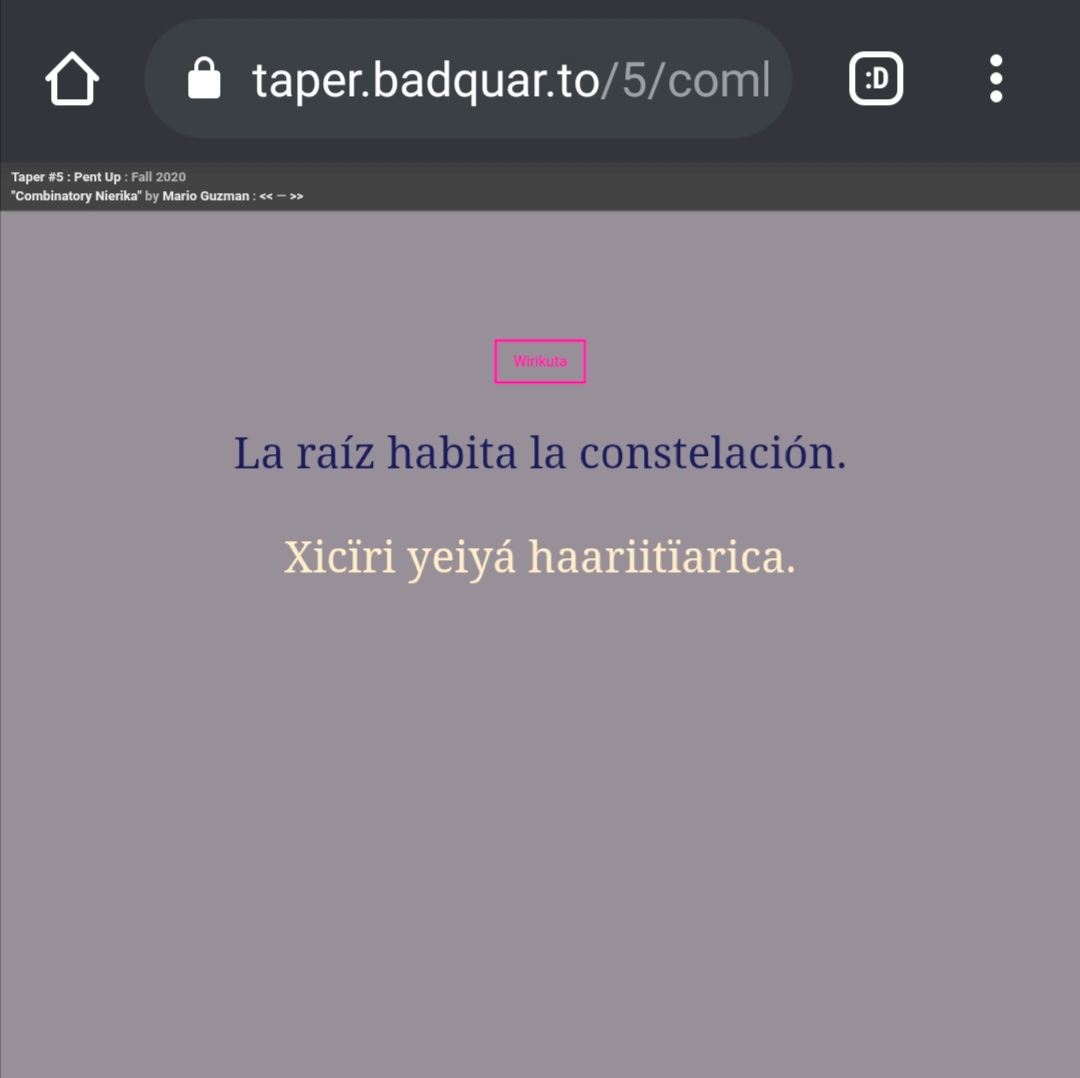 taper.badquar.to/5/coml
:D
Taper #5 : Pent Up : Fall 2020
"Combinatory Nierika" by Mario Guzman : << — >>
Wirikuta
La raíz habita la constelación.
Xicïri yeiyá haariitïarica.